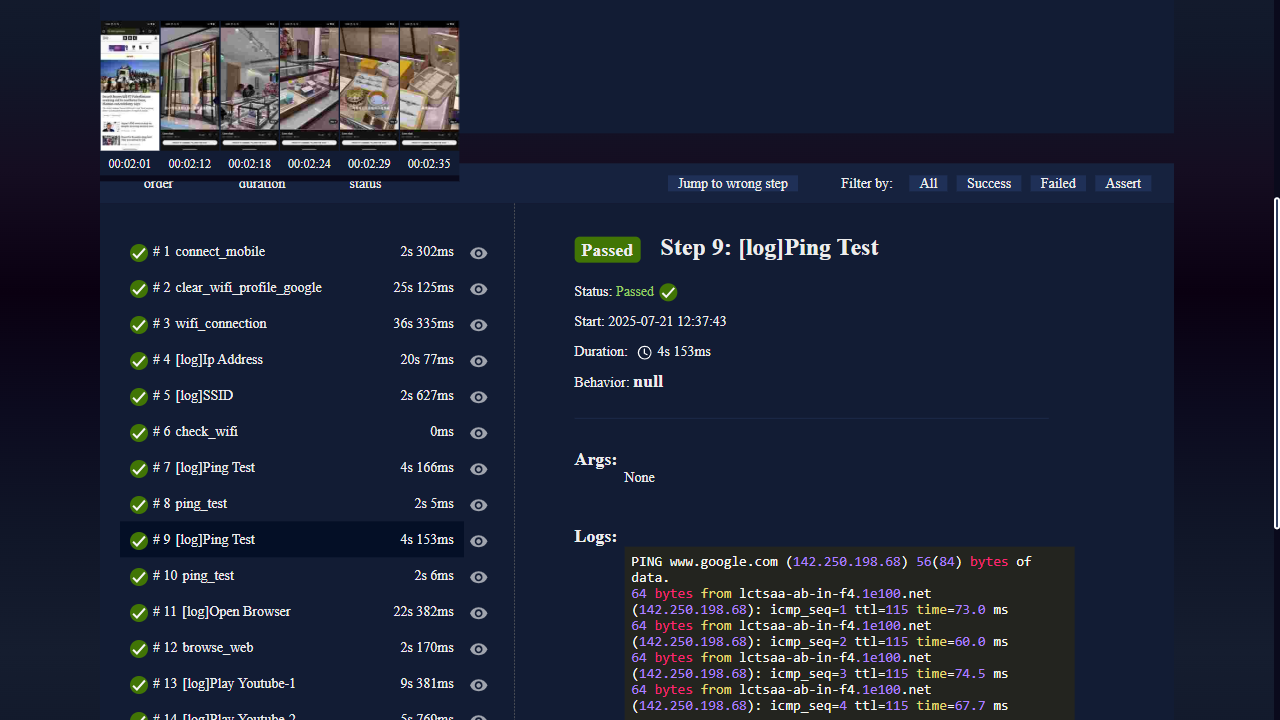 00:02:01 00:02:12 00:02:18 00:02:24 00:02:29 00:02:35
order duration status Jump to wrong step Filter by: All Success Failed Assert
# 1 connect_mobile 2s 302ms
# 2 clear_wifi_profile_google 25s 125ms
# 3 wifi_connection 36s 335ms
# 4 [log]Ip Address 20s 77ms
# 5 [log]SSID 2s 627ms
# 6 check_wifi 0ms
# 7 [log]Ping Test 4s 166ms
# 8 ping_test 2s 5ms
# 9 [log]Ping Test 4s 153ms
# 10 ping_test 2s 6ms
# 11 [log]Open Browser 22s 382ms
# 12 browse_web 2s 170ms
# 13 [log]Play Youtube-1 9s 381ms
# 14 [log]Play Youtube-2 5s 769ms
Passed Step 9: [log]Ping Test
Status: Passed
Start: 2025-07-21 12:37:43
Duration: 4s 153ms
Behavior: null
Args:
None
Logs:
PING www.google.com (142.250.198.68) 56(84) bytes of
data.
64 bytes from lctsaa-ab-in-f4.1e100.net
(142.250.198.68): icmp_seq=1 ttl=115 time=73.0 ms
64 bytes from lctsaa-ab-in-f4.1e100.net
(142.250.198.68): icmp_seq=2 ttl=115 time=60.0 ms
64 bytes from lctsaa-ab-in-f4.1e100.net
(142.250.198.68): icmp_seq=3 ttl=115 time=74.5 ms
64 bytes from lctsaa-ab-in-f4.1e100.net
(142.250.198.68): icmp_seq=4 ttl=115 time=67.7 ms